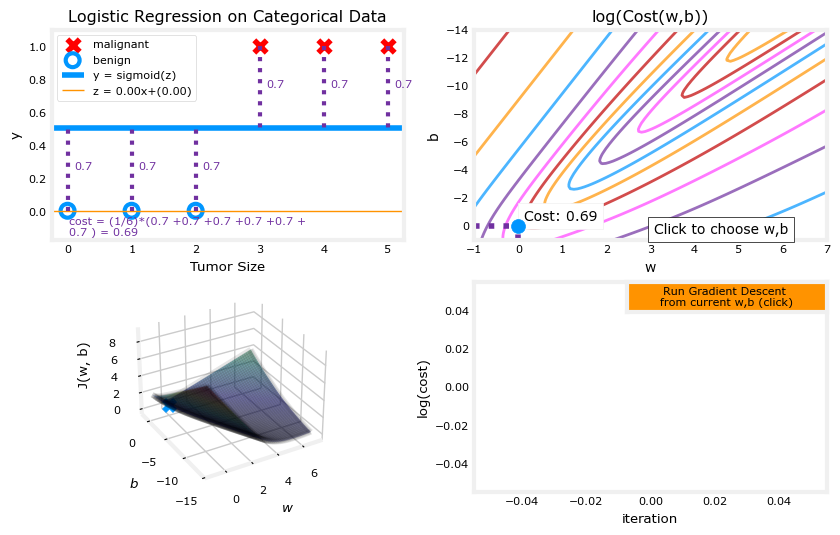 Logistic Regression on Categorical Data
malignant
benign
y = sigmoid(z)
z = 0.00x+(0.00)
1.0
0.8
0.6
0.4
0.2
0.0
y
0.7
0.7
0.7
0.7
0.7
0.7
cost = (1/6)*(0.7 +0.7 +0.7 +0.7 +0.7 +
0.7 ) = 0.69
0 1 2 3 4 5
Tumor Size
log(Cost(w,b))
−14
−12
−10
−8
−6
−4
−2
0
b
Cost: 0.69
Click to choose w,b
−1 0 1 2 3 4 5 6 7
w
J(w, b)
8
6
4
2
0
0
−5
−10
−15
b
0 2 4 6
w
Run Gradient Descent
from current w,b (click)
0.04
0.02
0.00
−0.02
−0.04
log(cost)
−0.04 −0.02 0.00 0.02 0.04
iteration